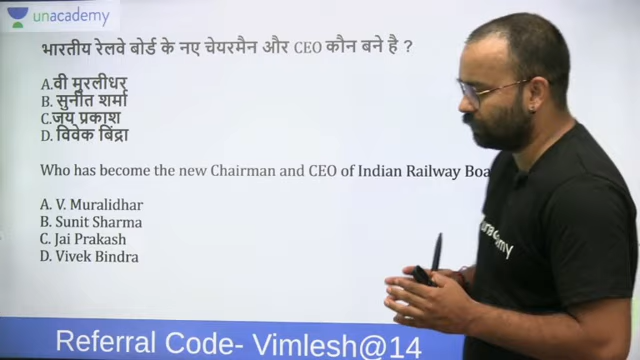 unacademy
भारतीय रेलवे बोर्ड के नए चेयरमैन और CEO कौन बने है ?
A.वी मुरलीधर
B. सुनीत शर्मा
C.जय प्रकाश
D. विवेक बिंद्रा
Who has become the new Chairman and CEO of Indian Railway Boa
A. V. Muralidhar
B. Sunit Sharma
C. Jai Prakash
D. Vivek Bindra
Referral Code- Vimlesh@14